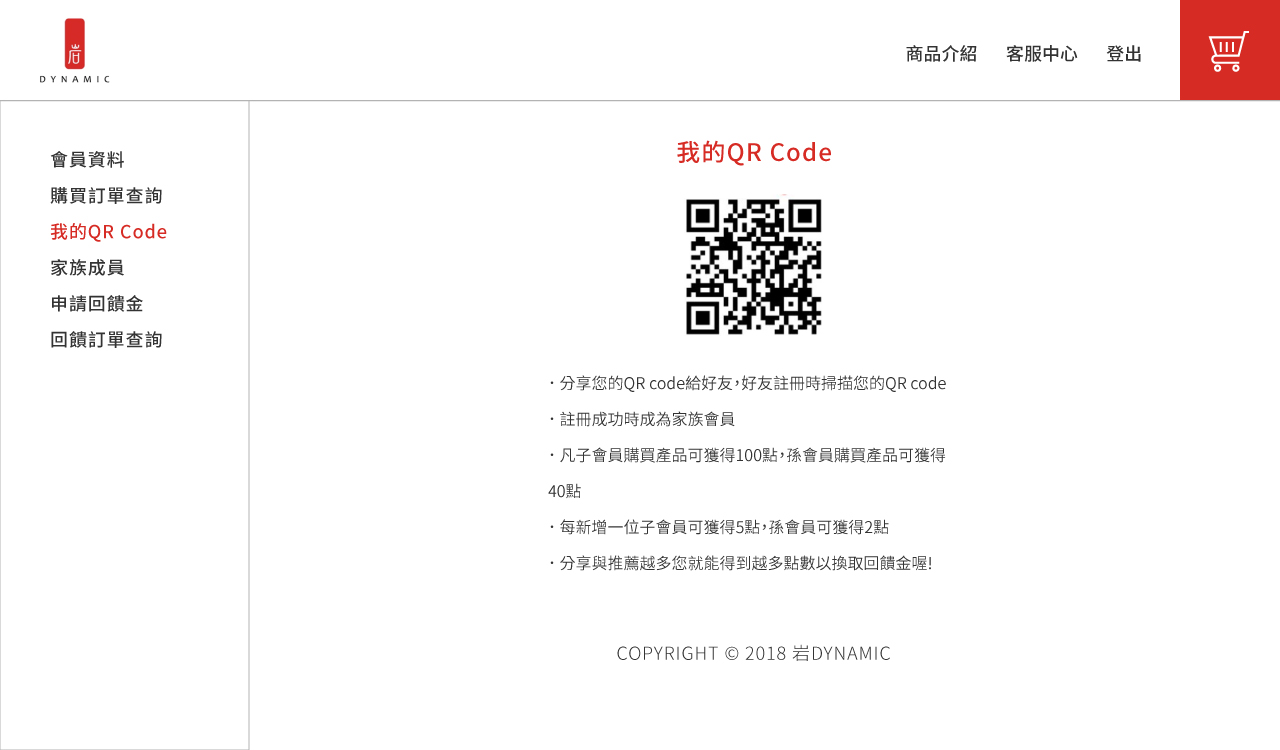 岩
DYNAMIC
商品介紹 客服中心 登出
會員資料
購買訂單查詢
我的QR Code
家族成員
申請回饋金
回饋訂單查詢
我的QR Code
・分享您的QR code給好友，好友註冊時掃描您的QR code
・註冊成功時成為家族會員
・凡子會員購買產品可獲得100點，孫會員購買產品可獲得
40點
・每新增一位子會員可獲得5點，孫會員可獲得2點
・分享與推薦越多您就能得到越多點數以換取回饋金喔!
COPYRIGHT © 2018 岩DYNAMIC